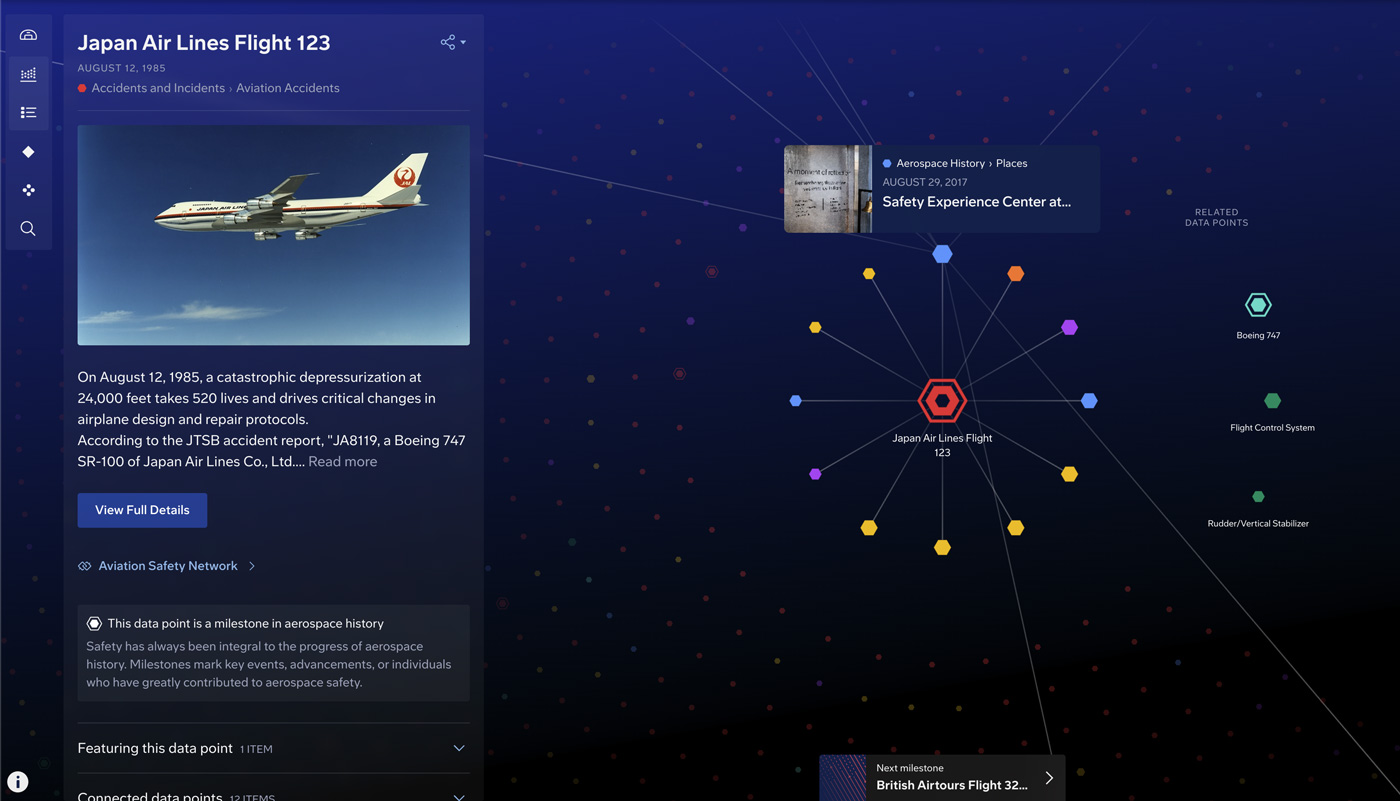 Japan Air Lines Flight 123
AUGUST 12, 1985
Accidents and Incidents › Aviation Accidents
JAPAN AIR LINES
JAL
On August 12, 1985, a catastrophic depressurization at
24,000 feet takes 520 lives and drives critical changes in
airplane design and repair protocols.
According to the JTSB accident report, "JA8119, a Boeing 747
SR-100 of Japan Air Lines Co., Ltd.... Read more
View Full Details
Aviation Safety Network
This data point is a milestone in aerospace history
Safety has always been integral to the progress of aerospace
history. Milestones mark key events, advancements, or individuals
who have greatly contributed to aerospace safety.
Featuring this data point 1 ITEM
Connected data points 12 ITEMS
A moment of
Aerospace History › Places
AUGUST 29, 2017
Safety Experience Center at...
RELATED
DATA POINTS
Boeing 747
Flight Control System
Rudder/Vertical Stabilizer
Japan Air Lines Flight
123
Next milestone
British Airtours Flight 32...